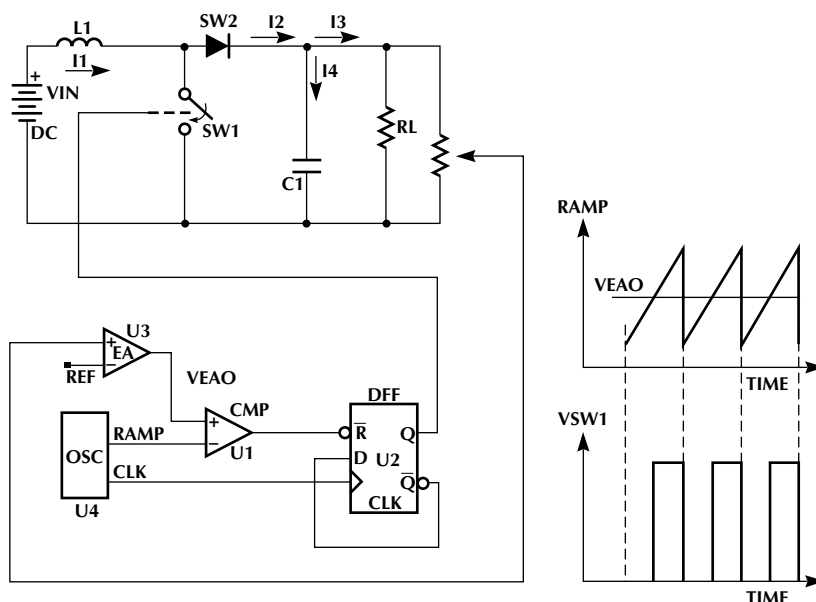 L1
SW2
I2
I3
I1
I4
+
VIN
DC
SW1
RL
C1
RAMP
VEAO
TIME
U3
+
EA
−
REF
VEAO
DFF
CMP
+
−
U1
R
Q
D
U2
Q
CLK
OSC
RAMP
CLK
U4
VSW1
TIME